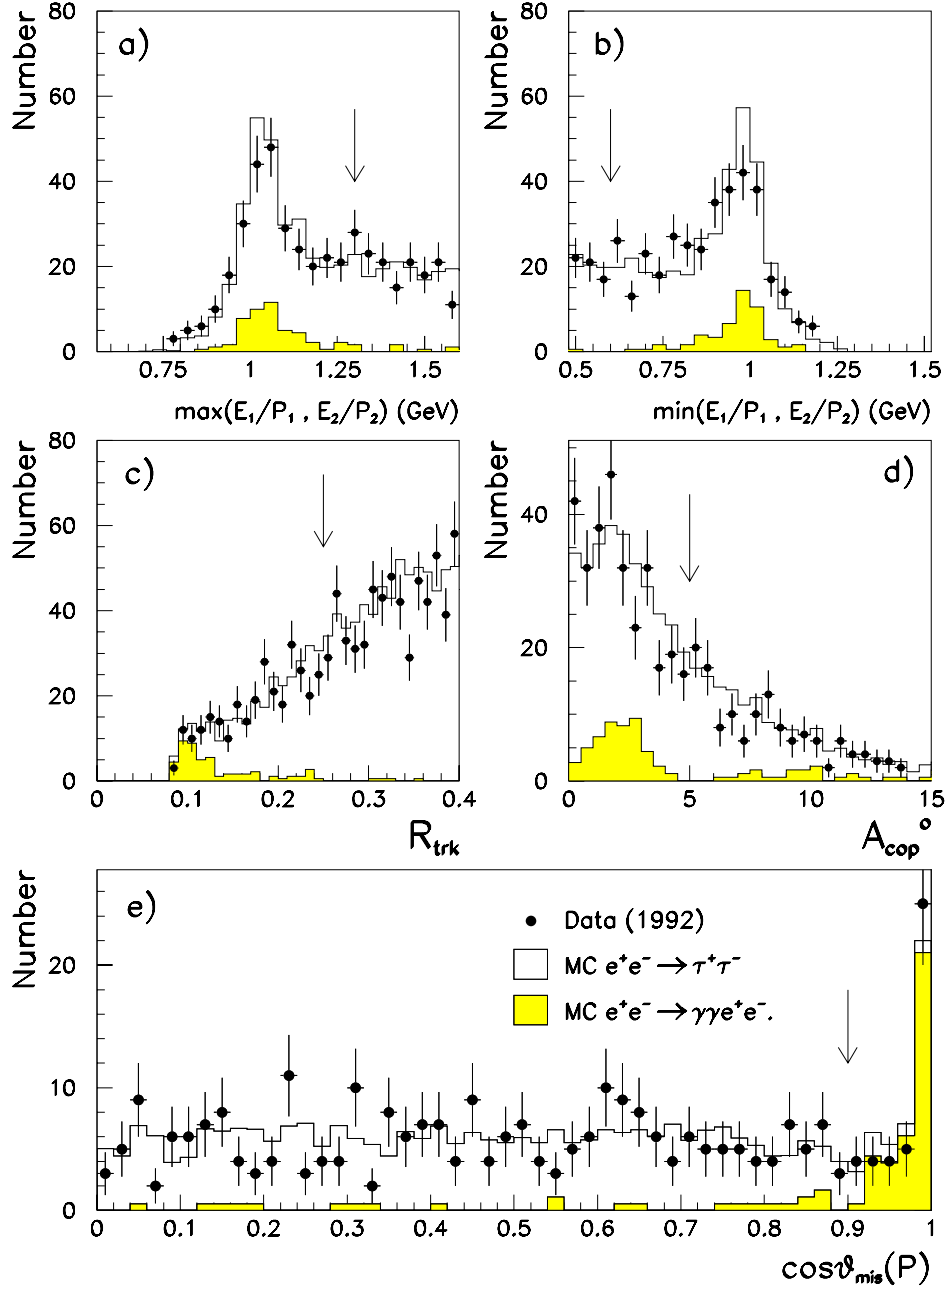 Number
a)
80
60
40
20
0
0.75
1
1.25
1.5
max(E₁/P₁ , E₂/P₂) (GeV)
Number
b)
80
60
40
20
0
0.5
0.75
1
1.25
1.5
min(E₁/P₁ , E₂/P₂) (GeV)
Number
c)
80
60
40
20
0
0
0.1
0.2
0.3
0.4
R_trk
Number
d)
40
20
0
0
5
10
15
A_cop°
Number
e)
20
10
0
Data (1992)
MC e⁺e⁻→τ⁺τ⁻
MC e⁺e⁻→γγe⁺e⁻.
0
0.1
0.2
0.3
0.4
0.5
0.6
0.7
0.8
0.9
1
cosϑ_mis(P)